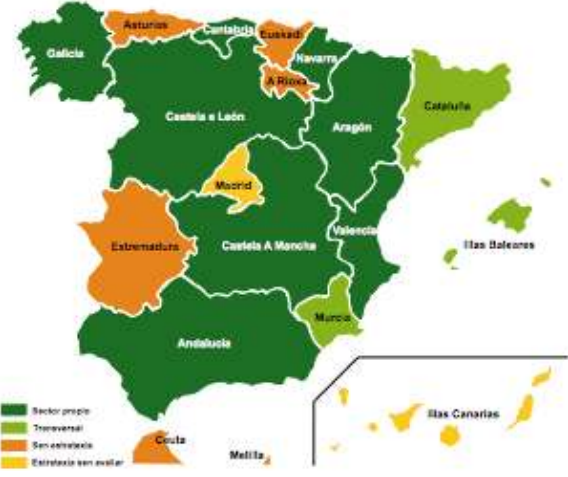 Asturias
Cantabria
Euskadi
Galicia
Navarra
A Rioxa
Cataluña
Castela e León
Aragón
Madrid
Valencia
Illas Baleares
Estremadura
Castela A Mancha
Murcia
Andalucía
Sector propio
Transversal
Sen estratexia
Estratexia sen avaliar
Ceuta
Melilla
Illas Canarias